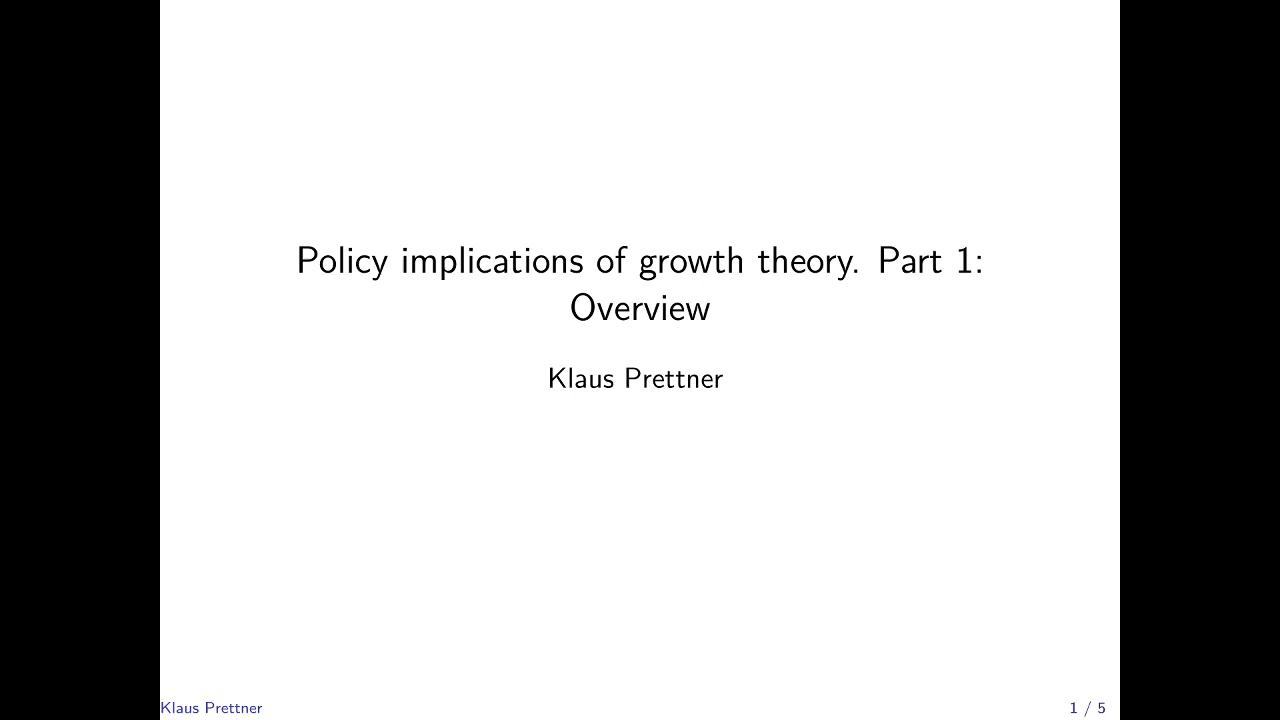 Policy implications of growth theory. Part 1:
Overview
Klaus Prettner
Klaus Prettner
1 / 5